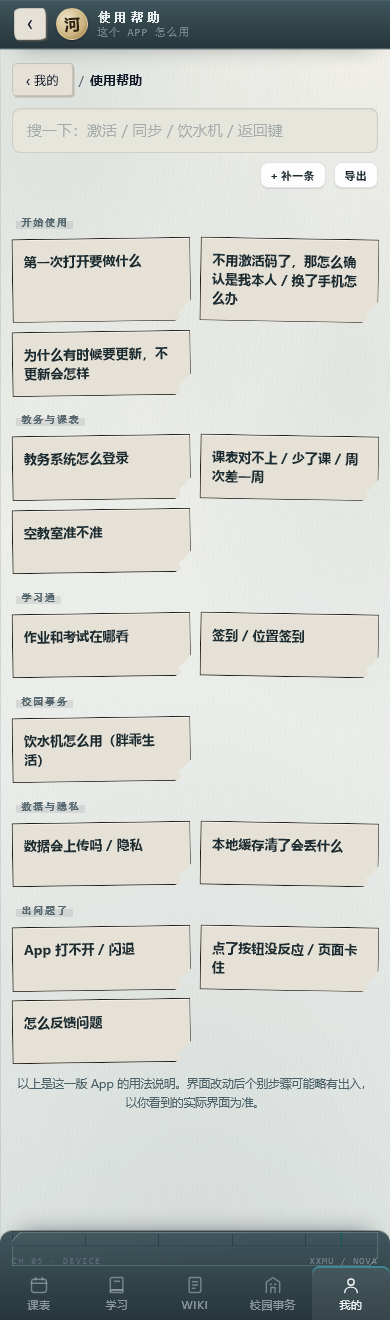 ‹
河
使用帮助
这个 APP 怎么用
‹ 我的 / 使用帮助
搜一下: 激活 / 同步 / 饮水机 / 返回键
+ 补一条
导出
开始使用
第一次打开要做什么
不用激活码了，那怎么确
认是我本人 / 换了手机怎
么办
为什么有时候要更新，不
更新会怎样
教务与课表
教务系统怎么登录
课表对不上 / 少了课 / 周
次差一周
空教室准不准
学习通
作业和考试在哪看
签到 / 位置签到
校园事务
饮水机怎么用（胖乖生
活）
数据与隐私
数据会上传吗 / 隐私
本地缓存清了会丢什么
出问题了
App 打不开 / 闪退
点了按钮没反应 / 页面卡
住
怎么反馈问题
以上是这一版 App 的用法说明。界面改动后个别步骤可能略有出入，
以你看到的实际界面为准。
CH 05 · DEVICE
XXMU / NOVA
课表
学习
WIKI
校园事务
我的